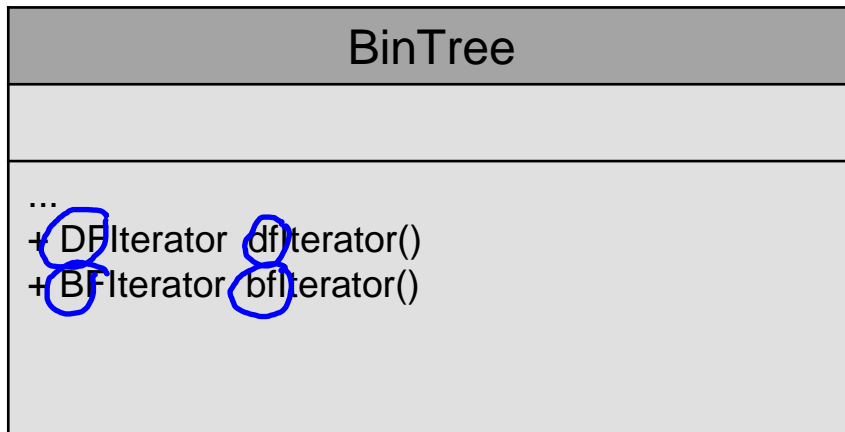 BinTree
...
+ DFIterator dfIterator()
+ BFIterator bfIterator()